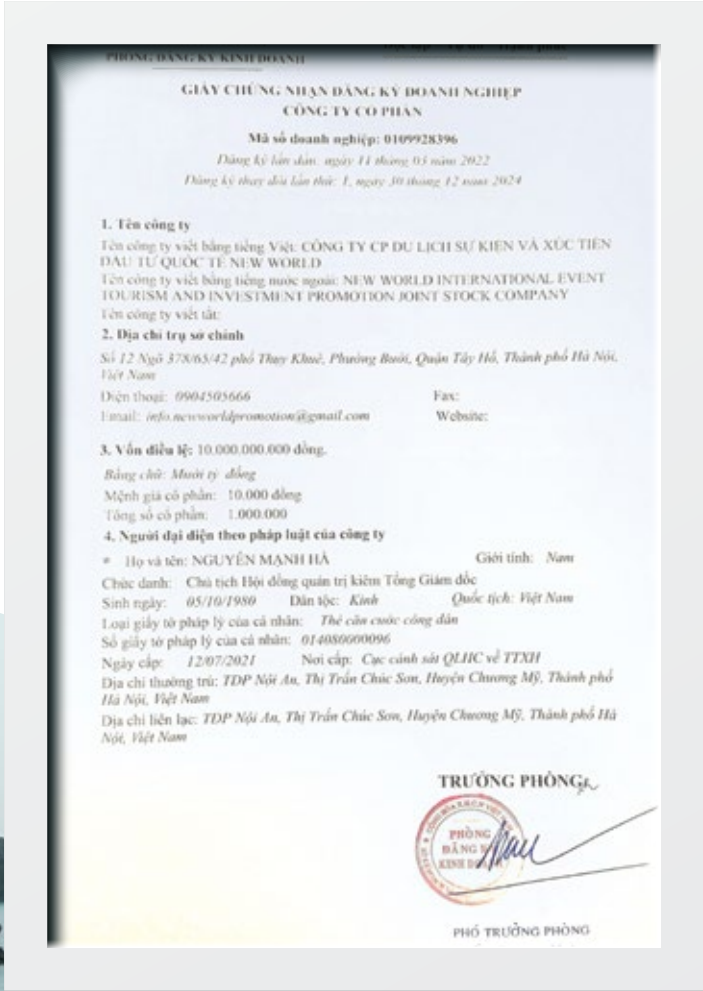 PHÒNG ĐĂNG KÝ KINH DOANH
GIẤY CHỨNG NHẬN ĐĂNG KÝ DOANH NGHIỆP
CÔNG TY CỔ PHẦN
Mã số doanh nghiệp: 0109928396
Đăng ký lần đầu: ngày 11 tháng 03 năm 2022
Đăng ký thay đổi lần thứ: 1, ngày 30 tháng 12 năm 2024
1. Tên công ty
Tên công ty viết bằng tiếng Việt: CÔNG TY CP DU LỊCH SỰ KIỆN VÀ XÚC TIẾN
ĐẦU TƯ QUỐC TẾ NEW WORLD
Tên công ty viết bằng tiếng nước ngoài: NEW WORLD INTERNATIONAL EVENT
TOURISM AND INVESTMENT PROMOTION JOINT STOCK COMPANY
Tên công ty viết tắt:
2. Địa chỉ trụ sở chính
Số 12 Ngõ 378/65/42 phố Thụy Khuê, Phường Bưởi, Quận Tây Hồ, Thành phố Hà Nội,
Việt Nam
Điện thoại: 0904505666 Fax:
Email: info.newworldpromotion@gmail.com Website:
3. Vốn điều lệ: 10.000.000.000 đồng.
Bằng chữ: Mười tỷ đồng
Mệnh giá cổ phần: 10.000 đồng
Tổng số cổ phần: 1.000.000
4. Người đại diện theo pháp luật của công ty
* Họ và tên: NGUYỄN MẠNH HÀ Giới tính: Nam
Chức danh: Chủ tịch Hội đồng quản trị kiêm Tổng Giám đốc
Sinh ngày: 05/10/1980 Dân tộc: Kinh Quốc tịch: Việt Nam
Loại giấy tờ pháp lý của cá nhân: Thẻ căn cước công dân
Số giấy tờ pháp lý của cá nhân: 014080000096
Ngày cấp: 12/07/2021 Nơi cấp: Cục cảnh sát QLHC về TTXH
Địa chỉ thường trú: TDP Nội An, Thị Trấn Chúc Sơn, Huyện Chương Mỹ, Thành phố
Hà Nội, Việt Nam
Địa chỉ liên lạc: TDP Nội An, Thị Trấn Chúc Sơn, Huyện Chương Mỹ, Thành phố Hà
Nội, Việt Nam
TRƯỞNG PHÒNG
PHÒNG
ĐĂNG KÝ
KINH DOANH
PHÓ TRƯỞNG PHÒNG